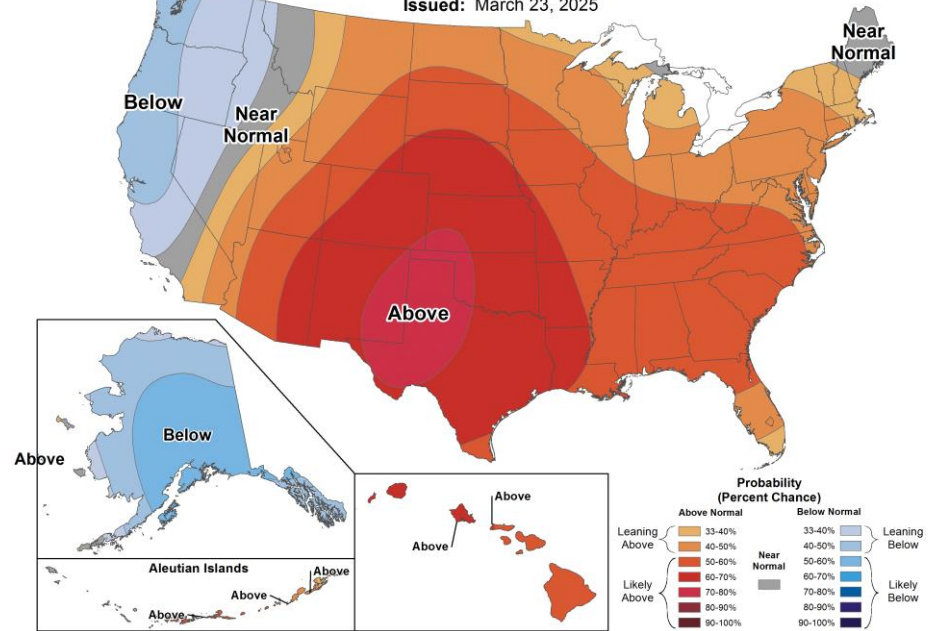 Issued: March 23, 2025
Near
Normal
Below
Near
Normal
Above
Below
Above
Above
Above
Aleutian Islands
Above
Above
Above
Probability
(Percent Chance)
Above Normal
Below Normal
Leaning
Above
33-40%
40-50%
Likely
Above
50-60%
60-70%
70-80%
80-90%
90-100%
Near
Normal
33-40%
40-50%
Leaning
Below
50-60%
60-70%
70-80%
80-90%
90-100%
Likely
Below